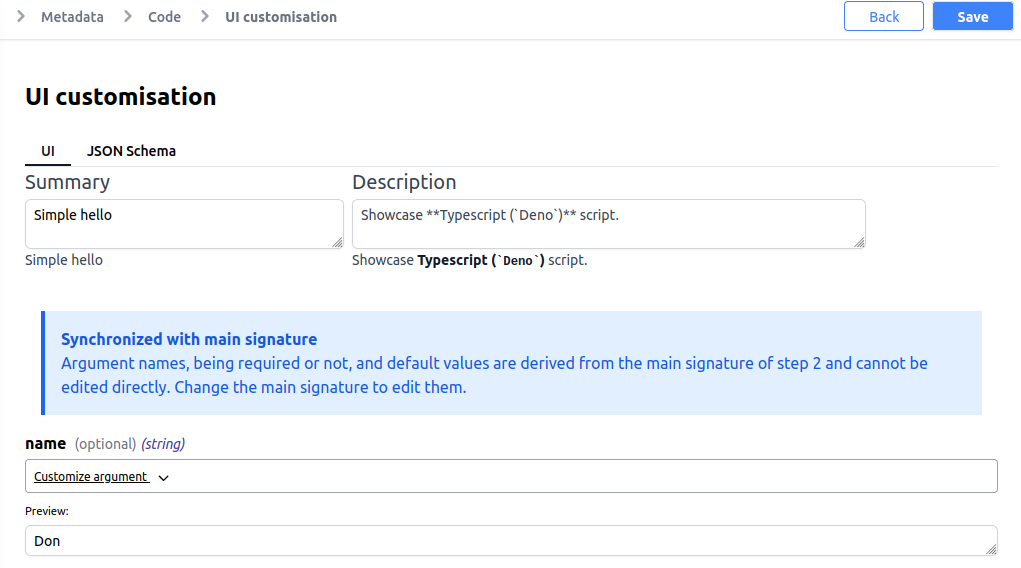 Metadata > Code > UI customisation Back Save
UI customisation
UI JSON Schema
Summary Description
Simple hello Showcase **Typescript (`Deno`)** script.
Simple hello Showcase Typescript (`Deno`) script.
Synchronized with main signature
Argument names, being required or not, and default values are derived from the main signature of step 2 and cannot be
edited directly. Change the main signature to edit them.
name (optional) (string)
Customize argument
Preview:
Don